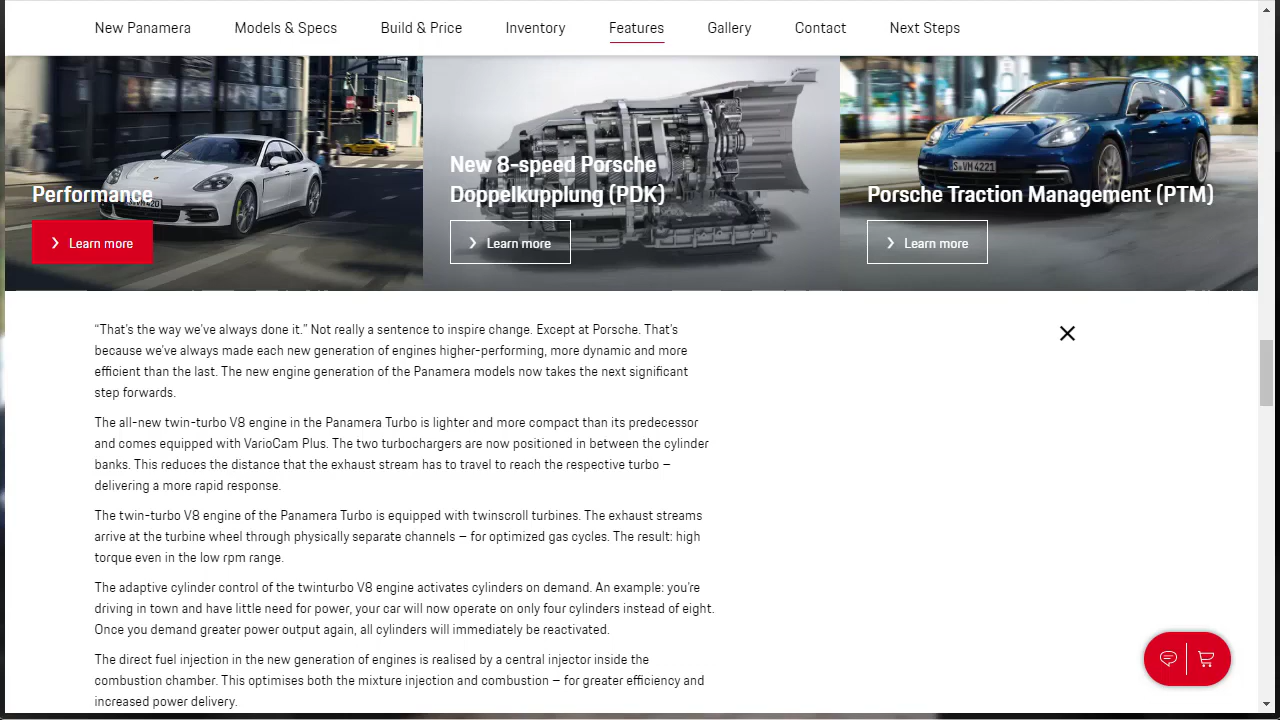 New Panamera
Models & Specs
Build & Price
Inventory
Features
Gallery
Contact
Next Steps
Performance
Learn more
New 8-speed Porsche
Doppelkupplung (PDK)
Learn more
S·VM 4221
Porsche Traction Management (PTM)
Learn more
“That’s the way we’ve always done it.” Not really a sentence to inspire change. Except at Porsche. That’s
because we’ve always made each new generation of engines higher-performing, more dynamic and more
efficient than the last. The new engine generation of the Panamera models now takes the next significant
step forwards.
The all-new twin-turbo V8 engine in the Panamera Turbo is lighter and more compact than its predecessor
and comes equipped with VarioCam Plus. The two turbochargers are now positioned in between the cylinder
banks. This reduces the distance that the exhaust stream has to travel to reach the respective turbo –
delivering a more rapid response.
The twin-turbo V8 engine of the Panamera Turbo is equipped with twinscroll turbines. The exhaust streams
arrive at the turbine wheel through physically separate channels – for optimized gas cycles. The result: high
torque even in the low rpm range.
The adaptive cylinder control of the twinturbo V8 engine activates cylinders on demand. An example: you’re
driving in town and have little need for power, your car will now operate on only four cylinders instead of eight.
Once you demand greater power output again, all cylinders will immediately be reactivated.
The direct fuel injection in the new generation of engines is realised by a central injector inside the
combustion chamber. This optimises both the mixture injection and combustion – for greater efficiency and
increased power delivery.